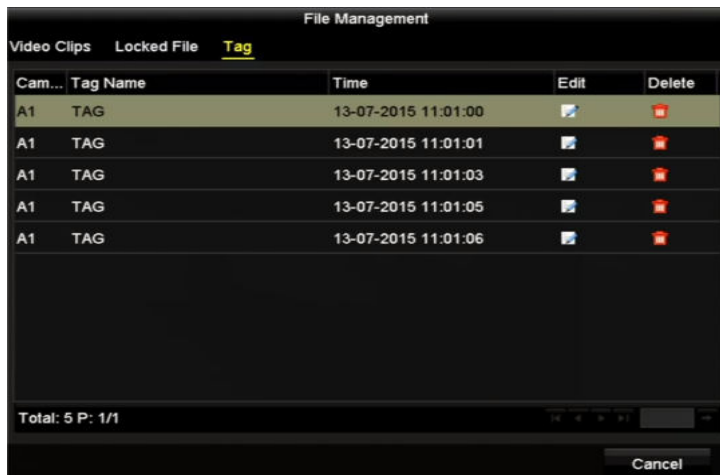 File Management
Video Clips Locked File Tag
Cam... Tag Name Time Edit Delete
A1 TAG 13-07-2015 11:01:00
A1 TAG 13-07-2015 11:01:01
A1 TAG 13-07-2015 11:01:03
A1 TAG 13-07-2015 11:01:05
A1 TAG 13-07-2015 11:01:06
Total: 5 P: 1/1
Cancel